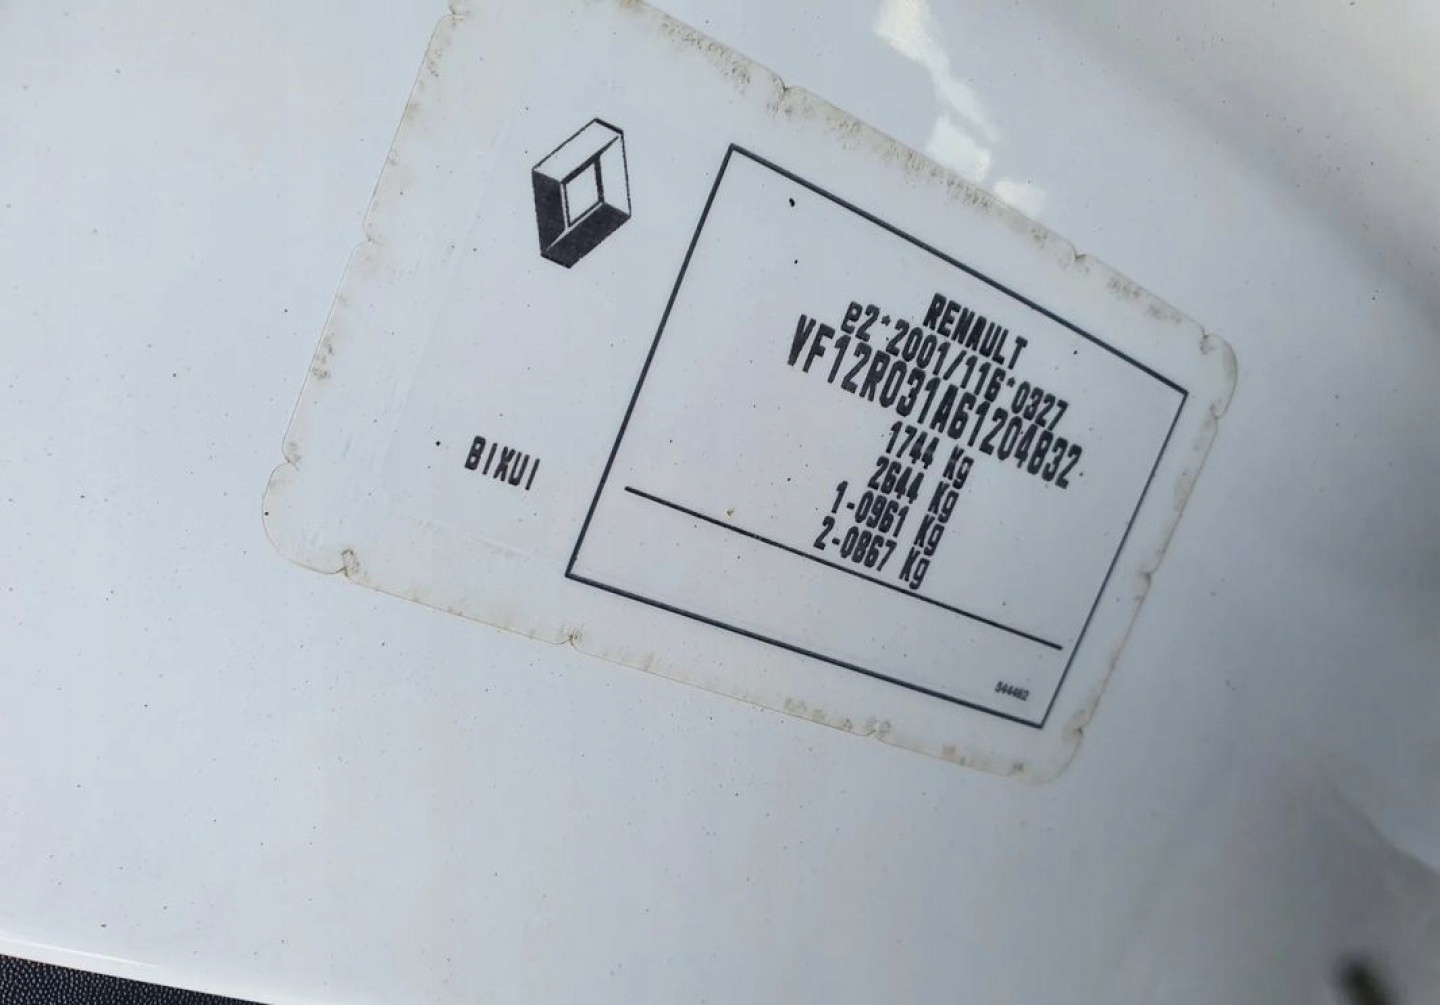 RENAULT
e2*2001/116*0327
VF12R031A61204832
1744 Kg
2644 Kg
1-0961 Kg
2-0867 Kg
BIXUI
544462